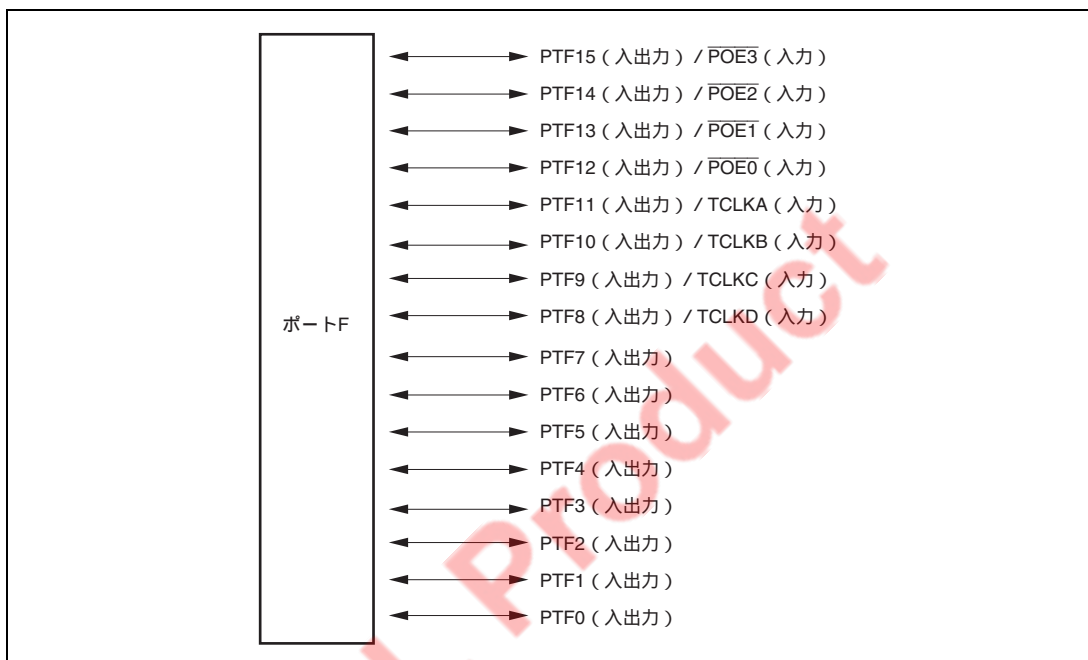 PTF15 ( 入出力 ) / POE3 ( 入力 )
PTF14 ( 入出力 ) / POE2 ( 入力 )
PTF13 ( 入出力 ) / POE1 ( 入力 )
PTF12 ( 入出力 ) / POE0 ( 入力 )
PTF11 ( 入出力 ) / TCLKA ( 入力 )
PTF10 ( 入出力 ) / TCLKB ( 入力 )
PTF9 ( 入出力 ) / TCLKC ( 入力 )
ポートF
PTF8 ( 入出力 ) / TCLKD ( 入力 )
PTF7 ( 入出力 )
PTF6 ( 入出力 )
PTF5 ( 入出力 )
PTF4 ( 入出力 )
PTF3 ( 入出力 )
PTF2 ( 入出力 )
PTF1 ( 入出力 )
PTF0 ( 入出力 )
Product